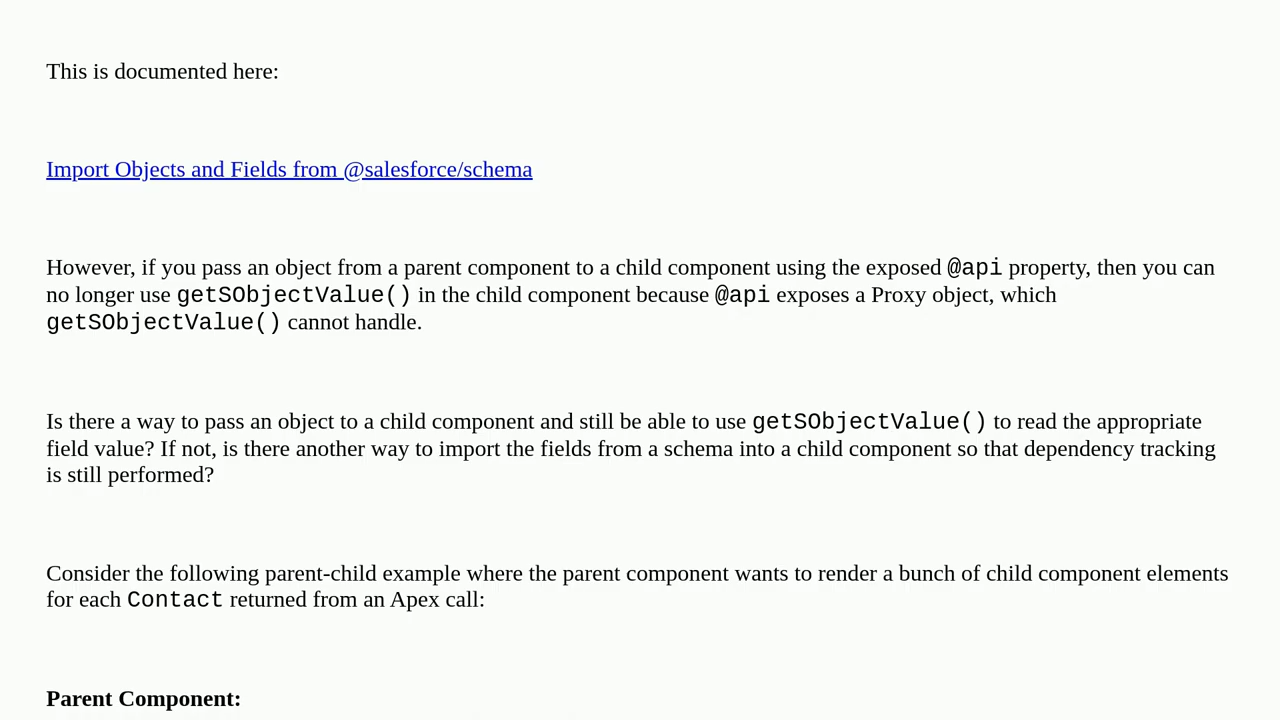 This is documented here:
Import Objects and Fields from @salesforce/schema
However, if you pass an object from a parent component to a child component using the exposed @api property, then you can
no longer use getSObjectValue() in the child component because @api exposes a Proxy object, which
getSObjectValue() cannot handle.
Is there a way to pass an object to a child component and still be able to use getSObjectValue() to read the appropriate
field value? If not, is there another way to import the fields from a schema into a child component so that dependency tracking
is still performed?
Consider the following parent-child example where the parent component wants to render a bunch of child component elements
for each Contact returned from an Apex call:
Parent Component: